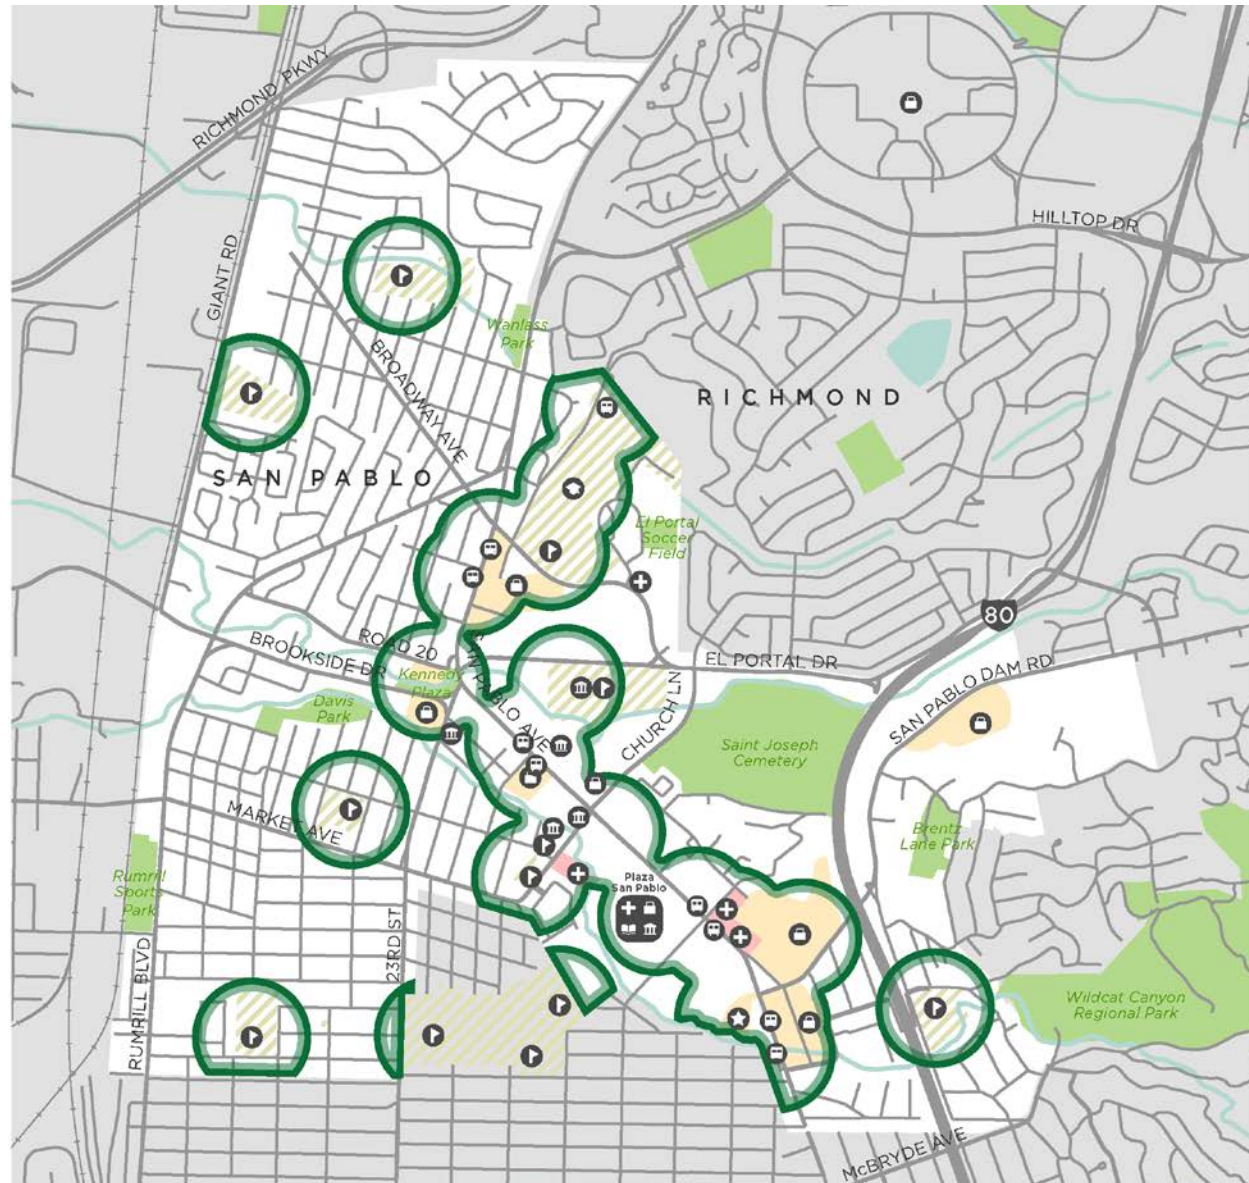 RICHMOND PKWY
HILLTOP DR
GIANT RD
Wanlass
Park
BROADWAY AVE
RICHMOND
SAN PABLO
El Portal
Soccer
Field
80
ROAD 20
BROOKSIDE DR
EL PORTAL DR
SAN PABLO DAM RD
Kennedy
Plaza
SAN PABLO AVE
CHURCH LN
Davis
Park
Saint Joseph
Cemetery
MARKET AVE
Brentz
Lane Park
Rumrill
Sports
Park
Plaza
San Pablo
23RD ST
RUMRILL BLVD
Wildcat Canyon
Regional Park
McBRYDE AVE